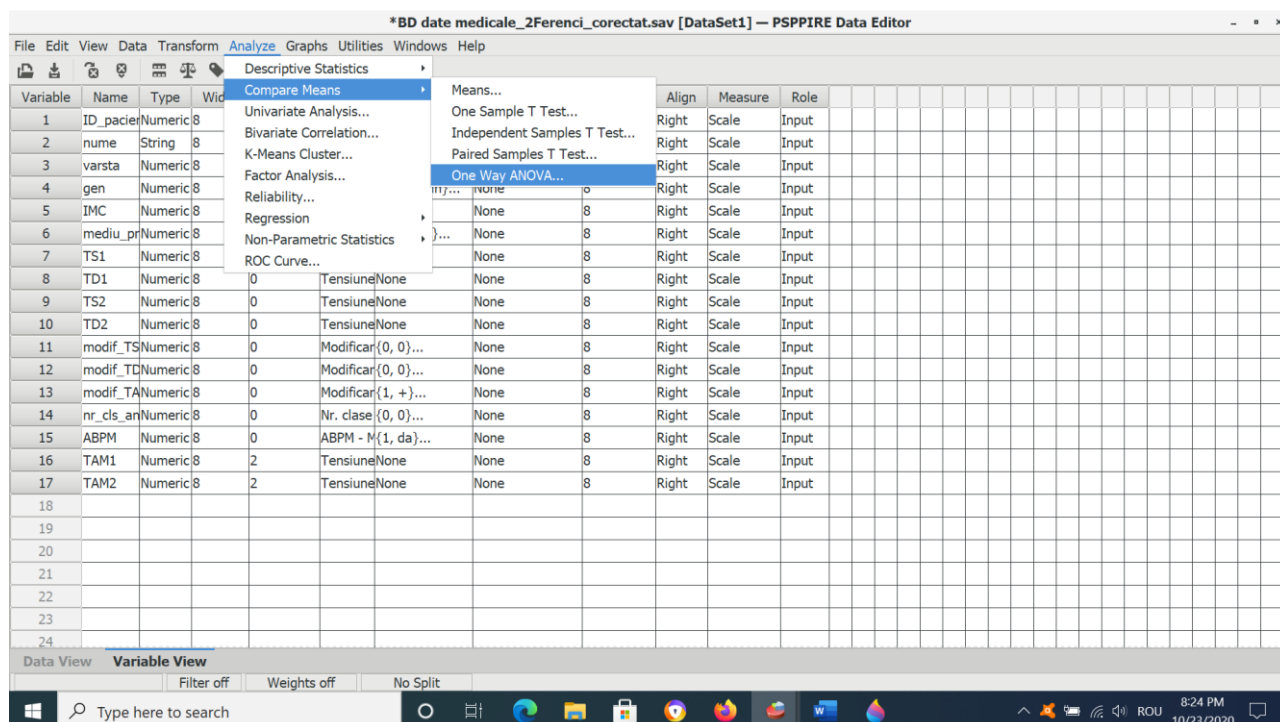 *BD date medicale_2Ferenci_corectat.sav [DataSet1] — PSPPIRE Data Editor
File Edit View Data Transform Analyze Graphs Utilities Windows Help
Descriptive Statistics
Compare Means
Univariate Analysis...
Bivariate Correlation...
K-Means Cluster...
Factor Analysis...
Reliability...
Regression
Non-Parametric Statistics
ROC Curve...
Means...
One Sample T Test...
Independent Samples T Test...
Paired Samples T Test...
One Way ANOVA...
Variable Name Type Wid Align Measure Role
1 ID_pacier Numeric 8 Right Scale Input
2 nume String 8 Right Scale Input
3 varsta Numeric 8 Right Scale Input
4 gen Numeric 8 None 8 Right Scale Input
5 IMC Numeric 8 None 8 Right Scale Input
6 mediu_pr Numeric 8 }... None 8 Right Scale Input
7 TS1 Numeric 8 None 8 Right Scale Input
8 TD1 Numeric 8 0 Tensiune None None 8 Right Scale Input
9 TS2 Numeric 8 0 Tensiune None None 8 Right Scale Input
10 TD2 Numeric 8 0 Tensiune None None 8 Right Scale Input
11 modif_TS Numeric 8 0 Modificar {0, 0}... None 8 Right Scale Input
12 modif_TD Numeric 8 0 Modificar {0, 0}... None 8 Right Scale Input
13 modif_TA Numeric 8 0 Modificar {1, +}... None 8 Right Scale Input
14 nr_cls_an Numeric 8 0 Nr. clase {0, 0}... None 8 Right Scale Input
15 ABPM Numeric 8 0 ABPM - M {1, da}... None 8 Right Scale Input
16 TAM1 Numeric 8 2 Tensiune None None 8 Right Scale Input
17 TAM2 Numeric 8 2 Tensiune None None 8 Right Scale Input
18
19
20
21
22
23
24
Data View Variable View
Filter off Weights off No Split
Type here to search
ROU 8:24 PM
10/23/2020